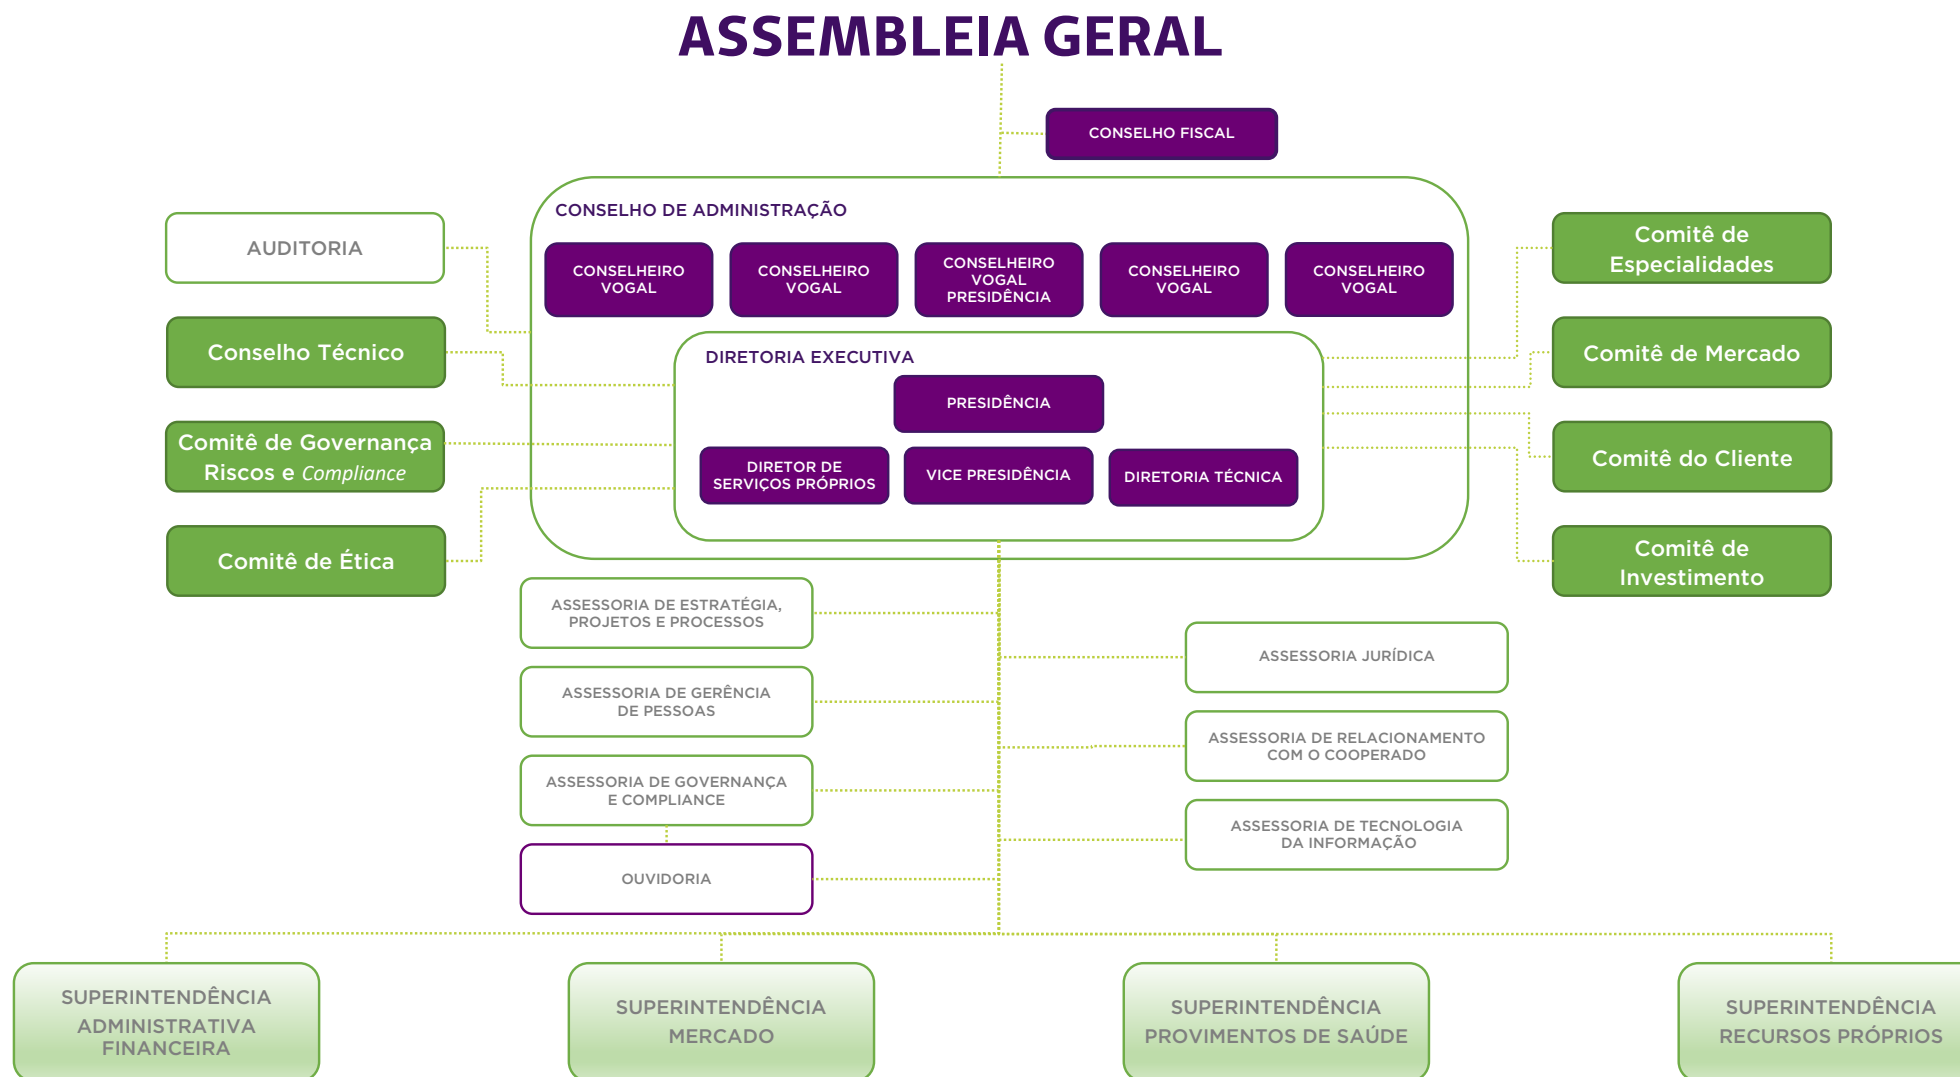 ASSEMBLEIA GERAL
CONSELHO FISCAL
CONSELHO DE ADMINISTRAÇÃO
CONSELHEIRO
VOGAL
CONSELHEIRO
VOGAL
CONSELHEIRO
VOGAL
PRESIDÊNCIA
CONSELHEIRO
VOGAL
CONSELHEIRO
VOGAL
DIRETORIA EXECUTIVA
PRESIDÊNCIA
DIRETOR DE
SERVIÇOS PRÓPRIOS
VICE PRESIDÊNCIA
DIRETORIA TÉCNICA
AUDITORIA
Conselho Técnico
Comitê de Governança
Riscos e Compliance
Comitê de Ética
Comitê de
Especialidades
Comitê de Mercado
Comitê do Cliente
Comitê de
Investimento
ASSESSORIA DE ESTRATÉGIA,
PROJETOS E PROCESSOS
ASSESSORIA DE GERÊNCIA
DE PESSOAS
ASSESSORIA DE GOVERNANÇA
E COMPLIANCE
OUVIDORIA
ASSESSORIA JURÍDICA
ASSESSORIA DE RELACIONAMENTO
COM O COOPERADO
ASSESSORIA DE TECNOLOGIA
DA INFORMAÇÃO
SUPERINTENDÊNCIA
ADMINISTRATIVA
FINANCEIRA
SUPERINTENDÊNCIA
MERCADO
SUPERINTENDÊNCIA
PROVIMENTOS DE SAÚDE
SUPERINTENDÊNCIA
RECURSOS PRÓPRIOS